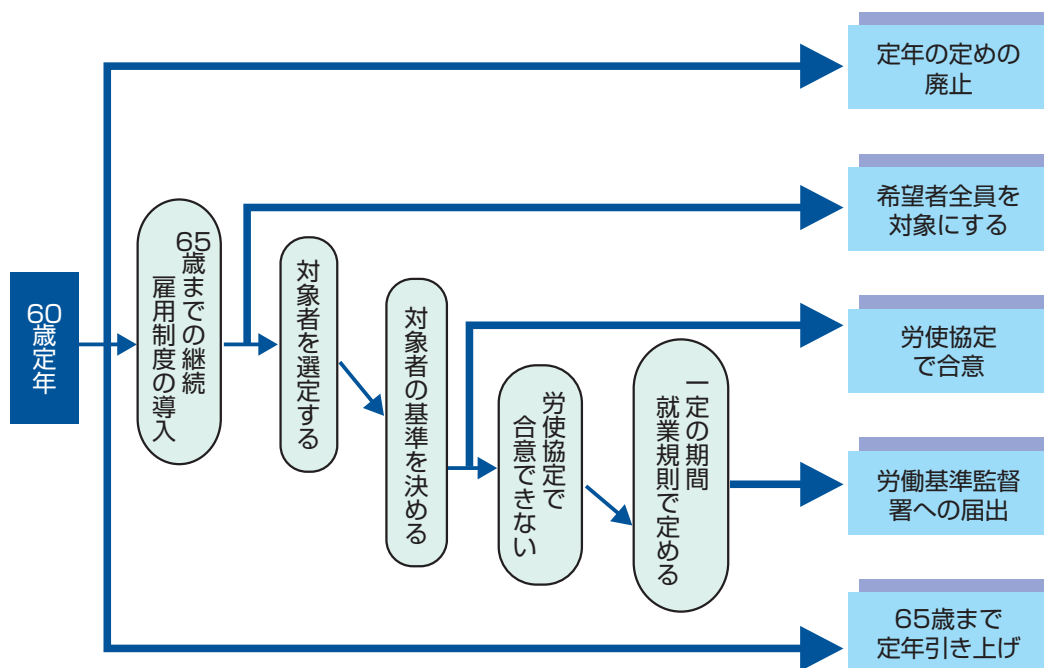 60歳定年
65歳までの継続
雇用制度の導入
対象者を選定する
対象者の基準を決める
労使協定で
合意できない
一定の期間
就業規則で定める
定年の定めの
廃止
希望者全員を
対象にする
労使協定
で合意
労働基準監督
署への届出
65歳まで
定年引き上げ